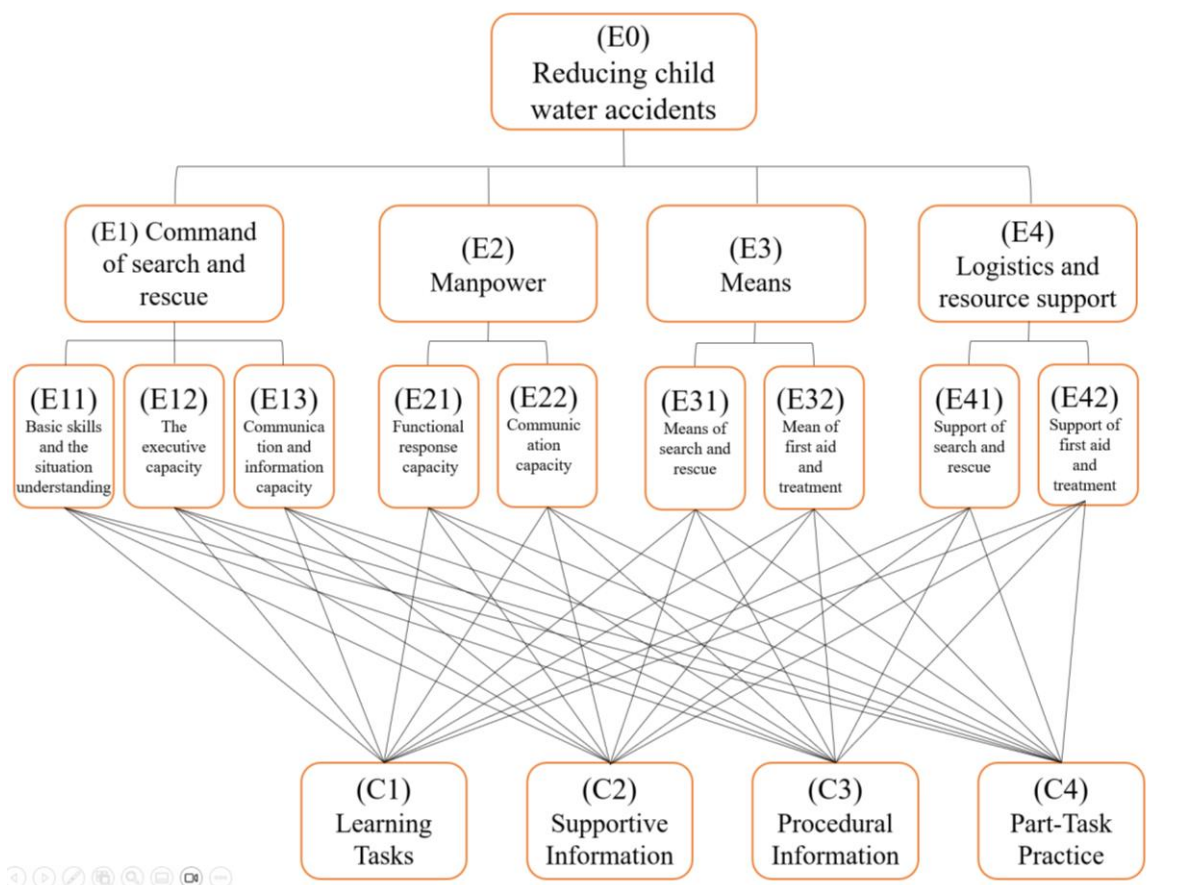 (E0)
Reducing child
water accidents
(E1) Command
of search and
rescue
(E2)
Manpower
(E3)
Means
(E4)
Logistics and
resource support
(E11)
Basic skills
and the
situation
understanding
(E12)
The
executive
capacity
(E13)
Communica
tion and
information
capacity
(E21)
Functional
response
capacity
(E22)
Communic
ation
capacity
(E31)
Means of
search and
rescue
(E32)
Mean of
first aid
and
treatment
(E41)
Support of
search and
rescue
(E42)
Support of
first aid
and
treatment
(C1)
Learning
Tasks
(C2)
Supportive
Information
(C3)
Procedural
Information
(C4)
Part-Task
Practice